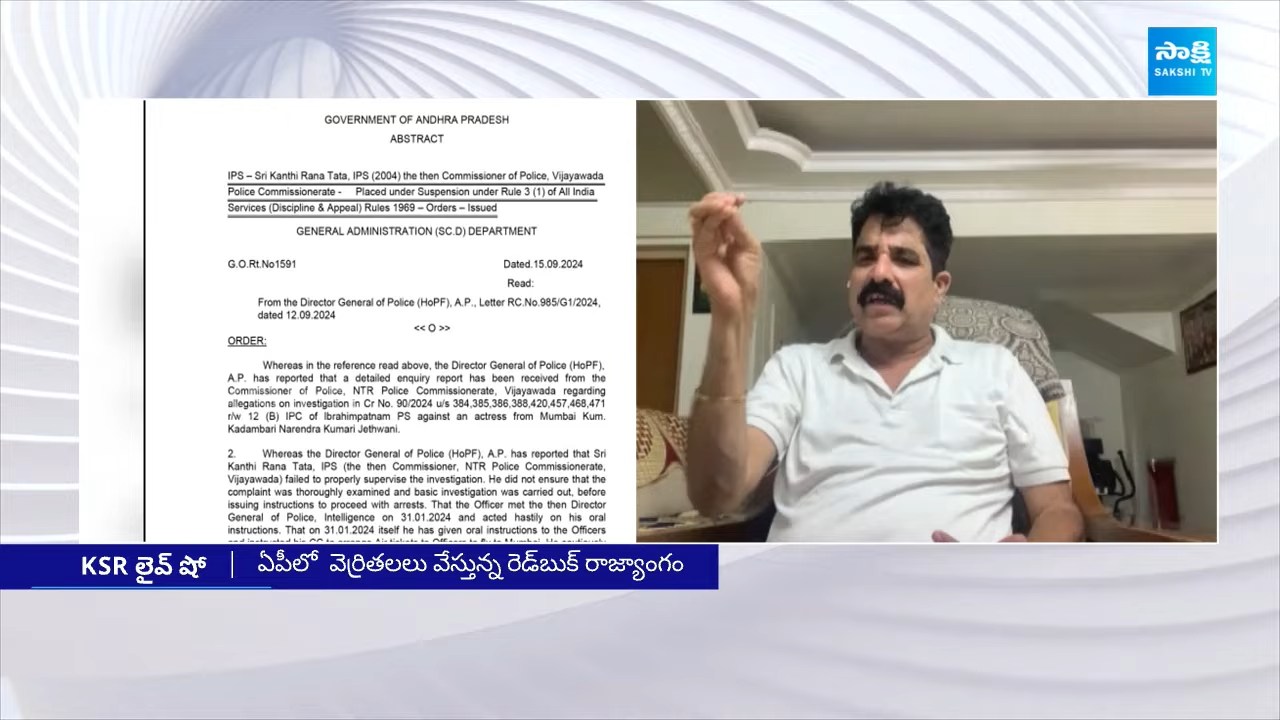 సాక్షి
SAKSHI TV
GOVERNMENT OF ANDHRA PRADESH
ABSTRACT
IPS – Sri Kanthi Rana Tata, IPS (2004) the then Commissioner of Police, Vijayawada
Police Commissionerate - Placed under Suspension under Rule 3 (1) of All India
Services (Discipline & Appeal) Rules 1969 – Orders – Issued
GENERAL ADMINISTRATION (SC.D) DEPARTMENT
G.O.Rt.No1591 Dated.15.09.2024
Read:
From the Director General of Police (HoPF), A.P., Letter RC.No.985/G1/2024,
dated 12.09.2024
<< O >>
ORDER:
Whereas in the reference read above, the Director General of Police (HoPF),
A.P. has reported that a detailed enquiry report has been received from the
Commissioner of Police, NTR Police Commissionerate, Vijayawada regarding
allegations on investigation in Cr No. 90/2024 u/s 384,385,386,388,420,457,468,471
r/w 12 (B) IPC of Ibrahimpatnam PS against an actress from Mumbai Kum.
Kadambari Narendra Kumari Jethwani.
2. Whereas the Director General of Police (HoPF), A.P. has reported that Sri
Kanthi Rana Tata, IPS (the then Commissioner, NTR Police Commissionerate,
Vijayawada) failed to properly supervise the investigation. He did not ensure that the
complaint was thoroughly examined and basic investigation was carried out, before
issuing instructions to proceed with arrests. That the Officer met the then Director
General of Police, Intelligence on 31.01.2024 and acted hastily on his oral
instructions. That on 31.01.2024 itself he has given oral instructions to the Officers
KSR లైవ్ షో | ఏపీలో వెర్రితలలు వేస్తున్న రెడ్‌బుక్ రాజ్యాంగం